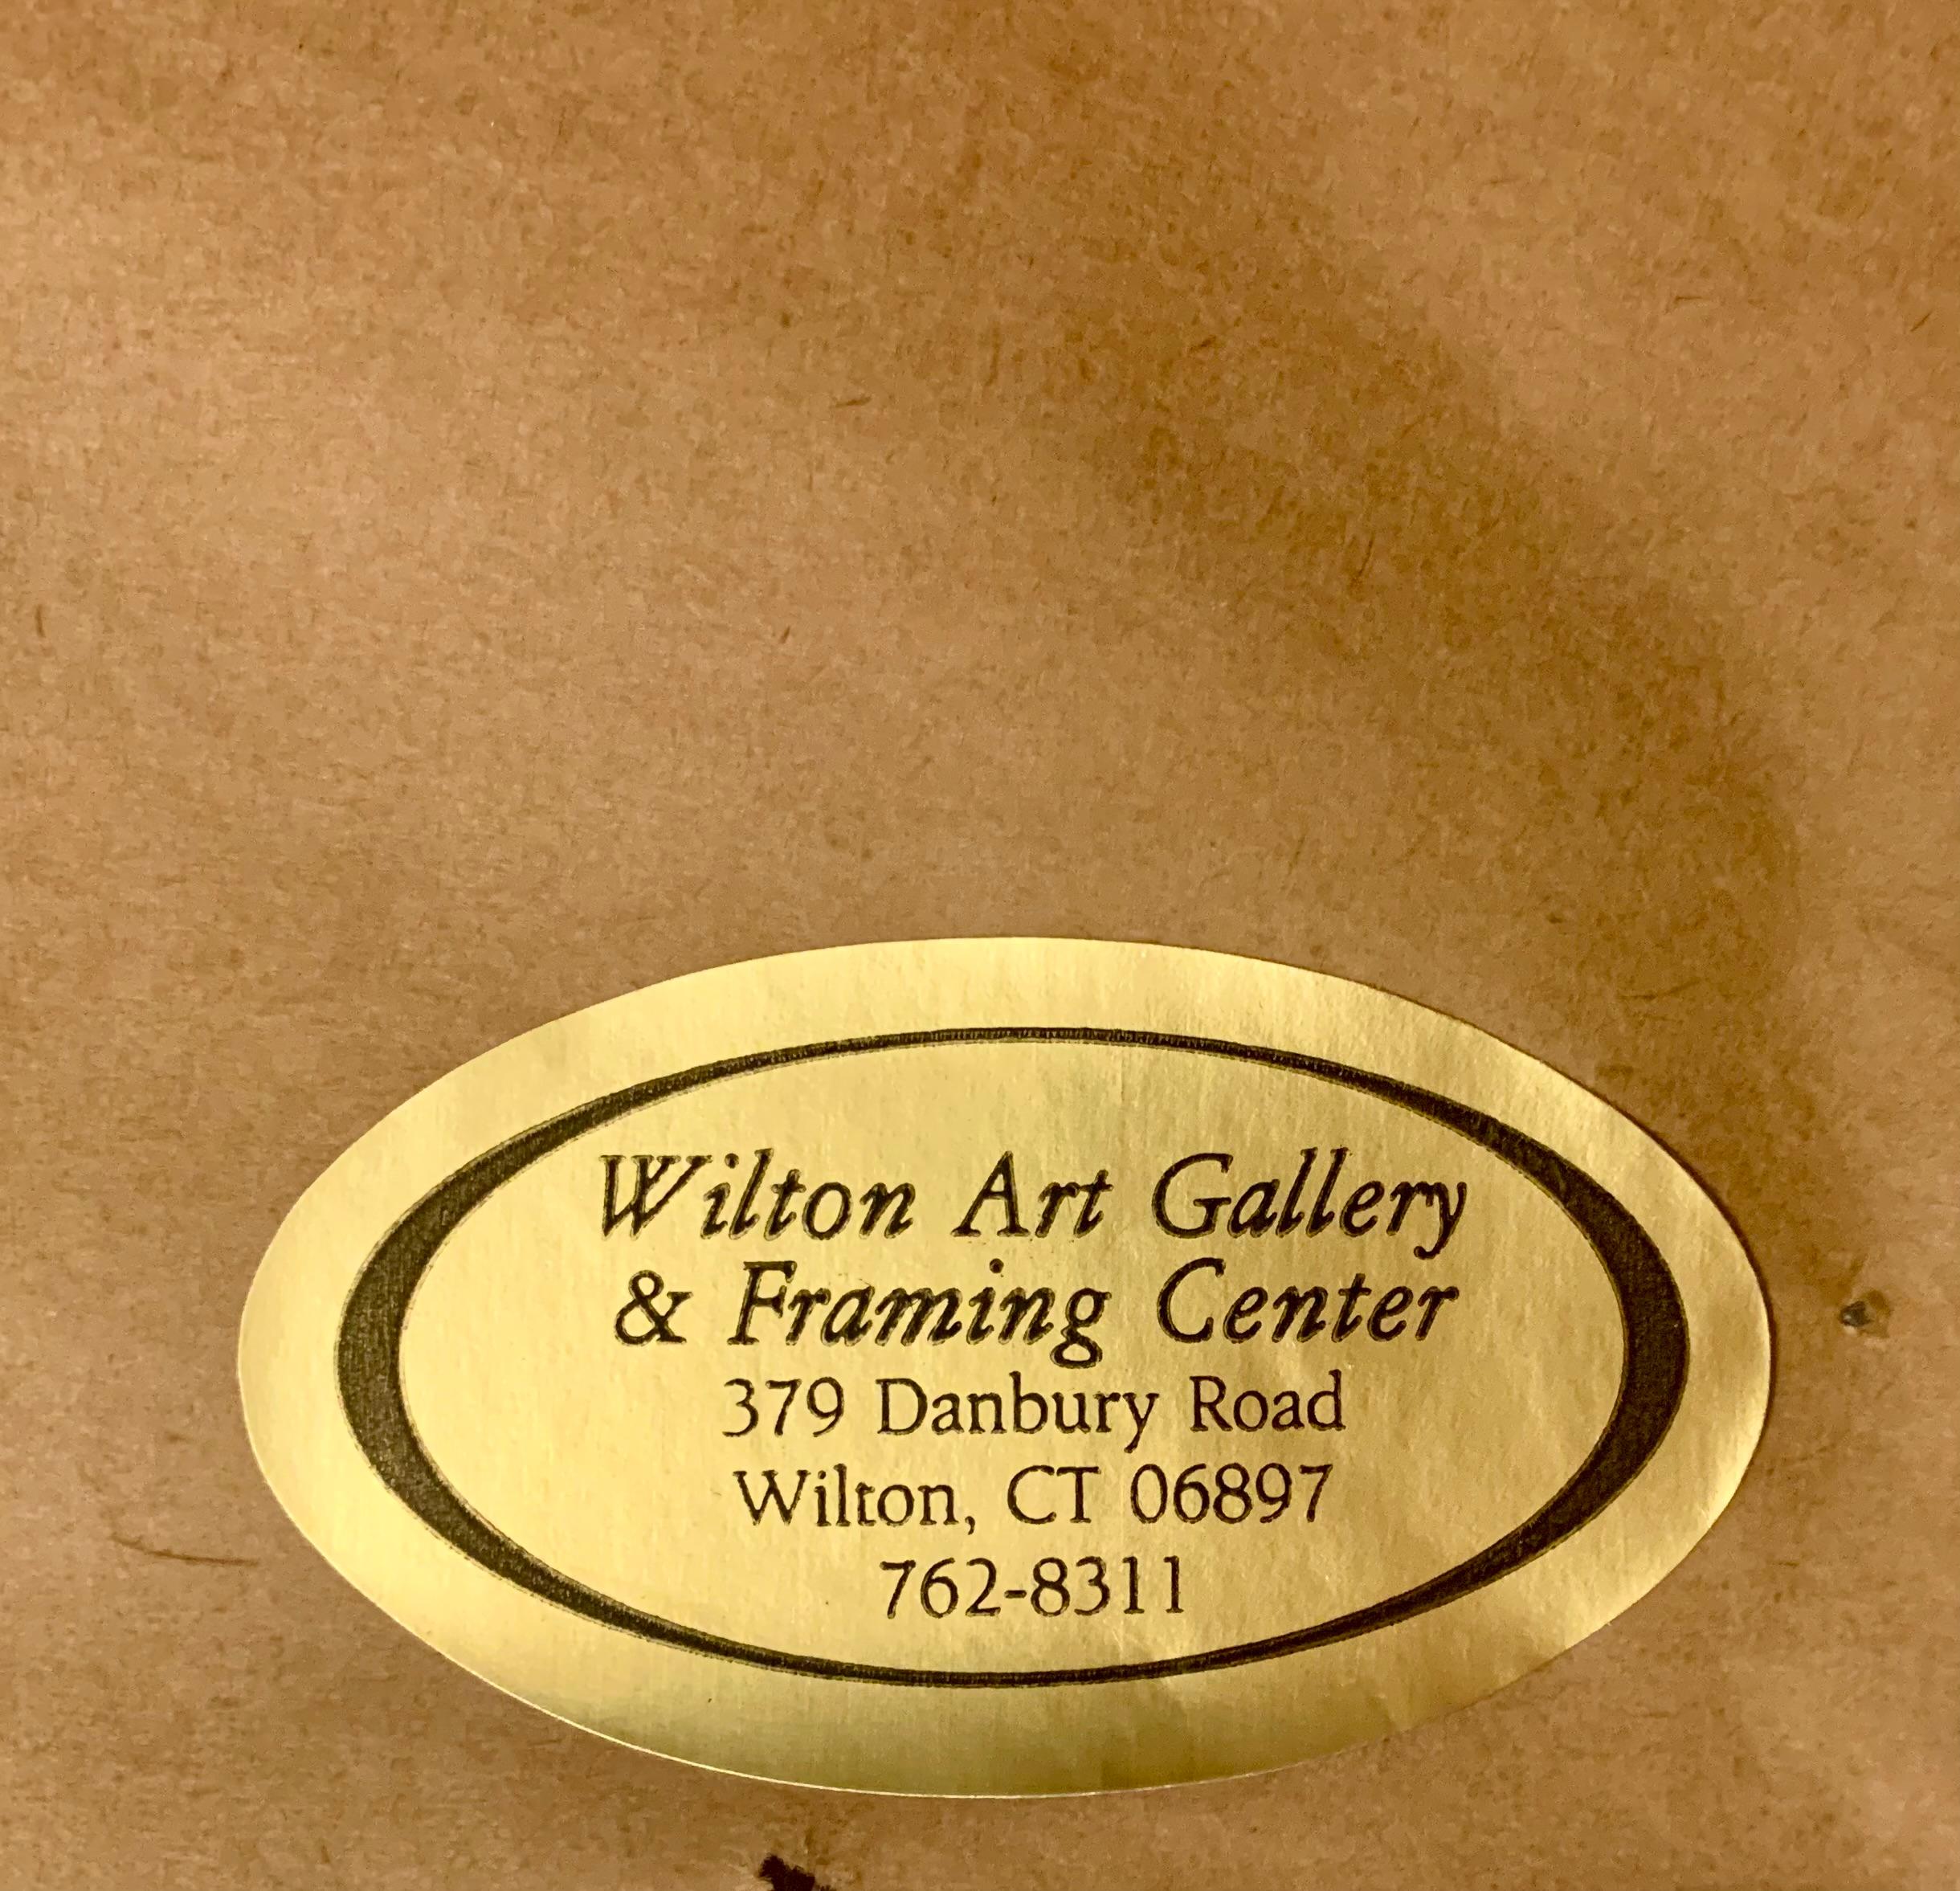 Wilton Art Gallery
& Framing Center
379 Danbury Road
Wilton, CT 06897
762-8311